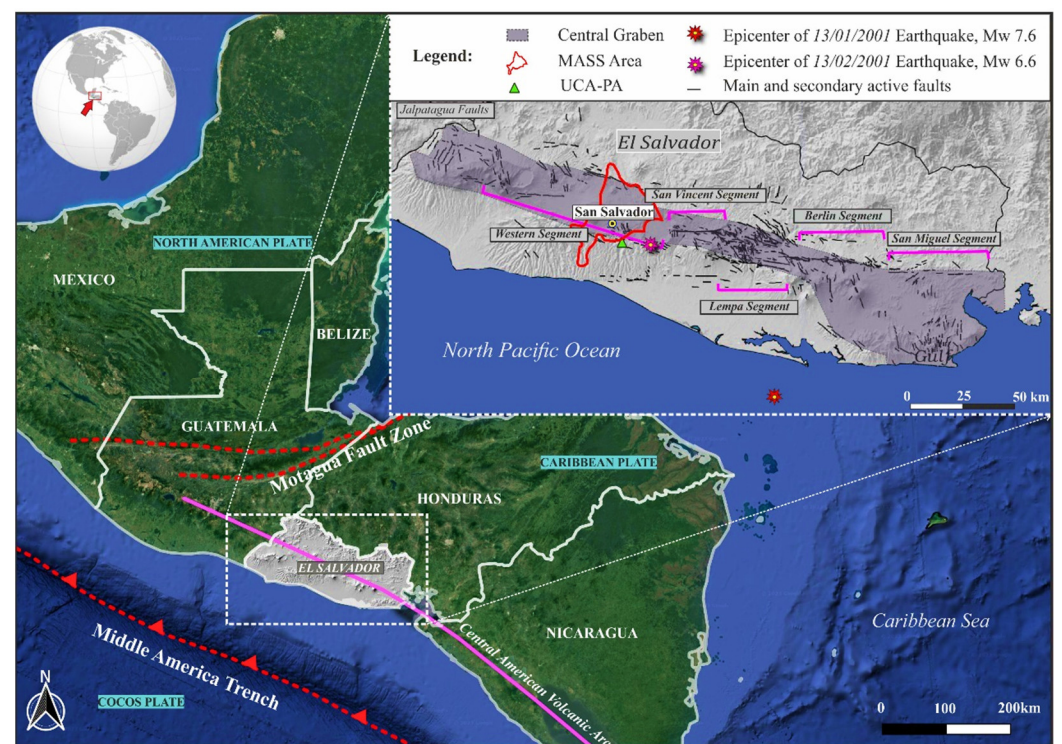 Legend:
Central Graben
MASS Area
UCA-PA
Epicenter of 13/01/2001 Earthquake, Mw 7.6
Epicenter of 13/02/2001 Earthquake, Mw 6.6
Main and secondary active faults
Jalpatagua Faults
El Salvador
San Vincent Segment
San Salvador
Berlin Segment
Western Segment
San Miguel Segment
Lempa Segment
North Pacific Ocean
Gulf
0 25 50 km
NORTH AMERICAN PLATE
MEXICO
BELIZE
GUATEMALA
Motagua Fault Zone
CARIBBEAN PLATE
HONDURAS
EL SALVADOR
NICARAGUA
Caribbean Sea
Central American Volcanic Arc
Middle America Trench
COCOS PLATE
N
0 100 200km